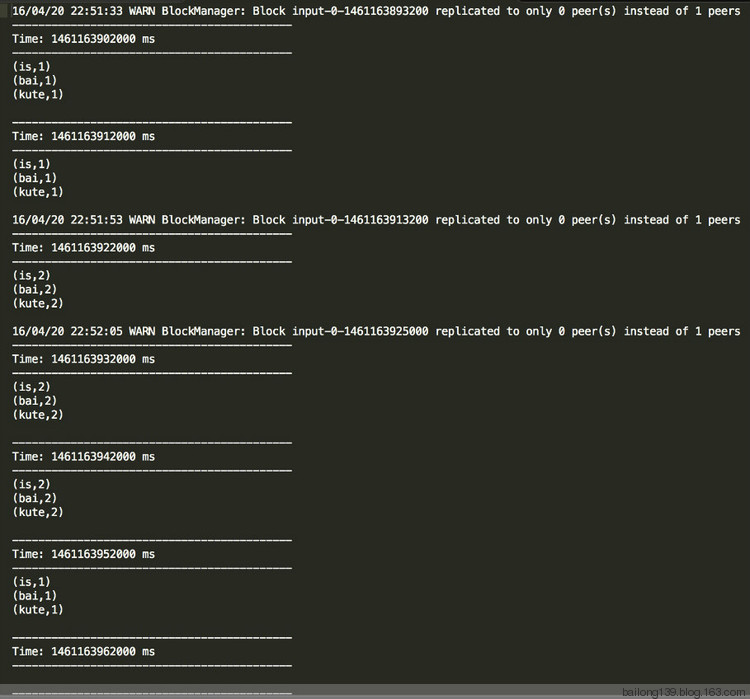 16/04/20 22:51:33 WARN BlockManager: Block input-0-1461163893200 replicated to only 0 peer(s) instead of 1 peers
-------------------------------------------
Time: 1461163902000 ms
-------------------------------------------
(is,1)
(bai,1)
(kute,1)
-------------------------------------------
Time: 1461163912000 ms
-------------------------------------------
(is,1)
(bai,1)
(kute,1)
16/04/20 22:51:53 WARN BlockManager: Block input-0-1461163913200 replicated to only 0 peer(s) instead of 1 peers
-------------------------------------------
Time: 1461163922000 ms
-------------------------------------------
(is,2)
(bai,2)
(kute,2)
16/04/20 22:52:05 WARN BlockManager: Block input-0-1461163925000 replicated to only 0 peer(s) instead of 1 peers
-------------------------------------------
Time: 1461163932000 ms
-------------------------------------------
(is,2)
(bai,2)
(kute,2)
-------------------------------------------
Time: 1461163942000 ms
-------------------------------------------
(is,2)
(bai,2)
(kute,2)
-------------------------------------------
Time: 1461163952000 ms
-------------------------------------------
(is,1)
(bai,1)
(kute,1)
-------------------------------------------
Time: 1461163962000 ms
-------------------------------------------
-------------------------------------------
bailong139.blog.163.com